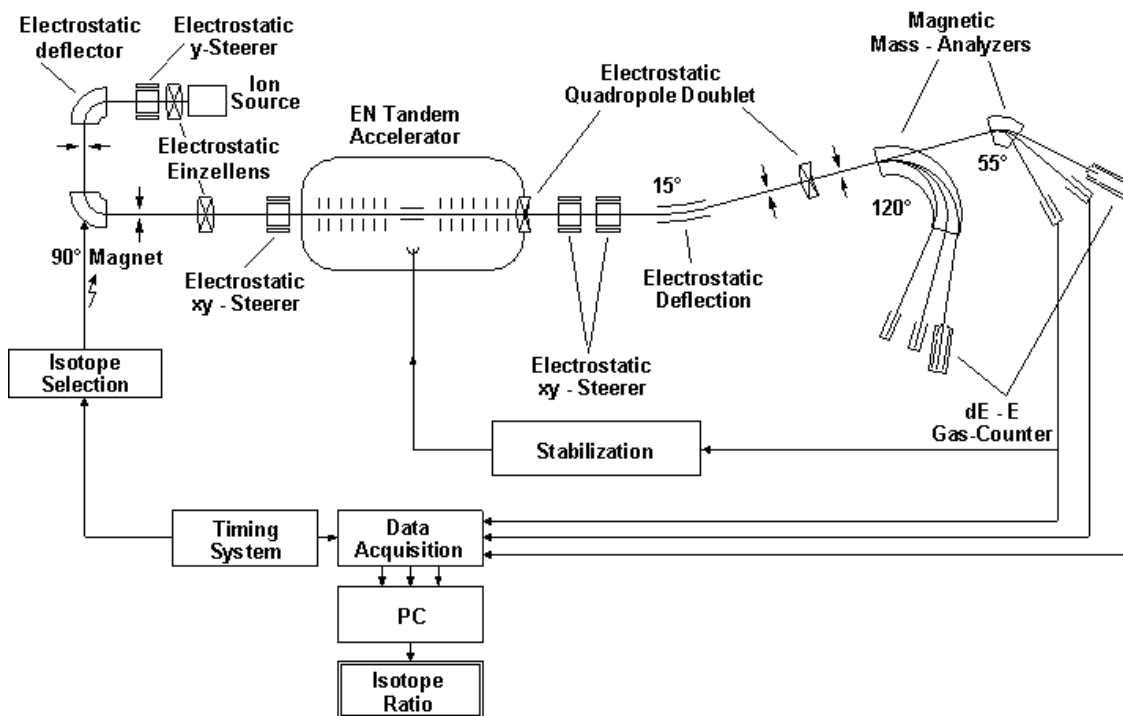 Electrostatic
deflector
Electrostatic
y-Steerer
Ion
Source
Electrostatic
Einzellens
EN Tandem
Accelerator
Electrostatic
Quadropole Doublet
Magnetic
Mass - Analyzers
15°
55°
120°
90° Magnet
Electrostatic
xy - Steerer
Electrostatic
Deflection
Electrostatic
xy - Steerer
Isotope
Selection
dE - E
Gas-Counter
Stabilization
Timing
System
Data
Acquisition
PC
Isotope
Ratio